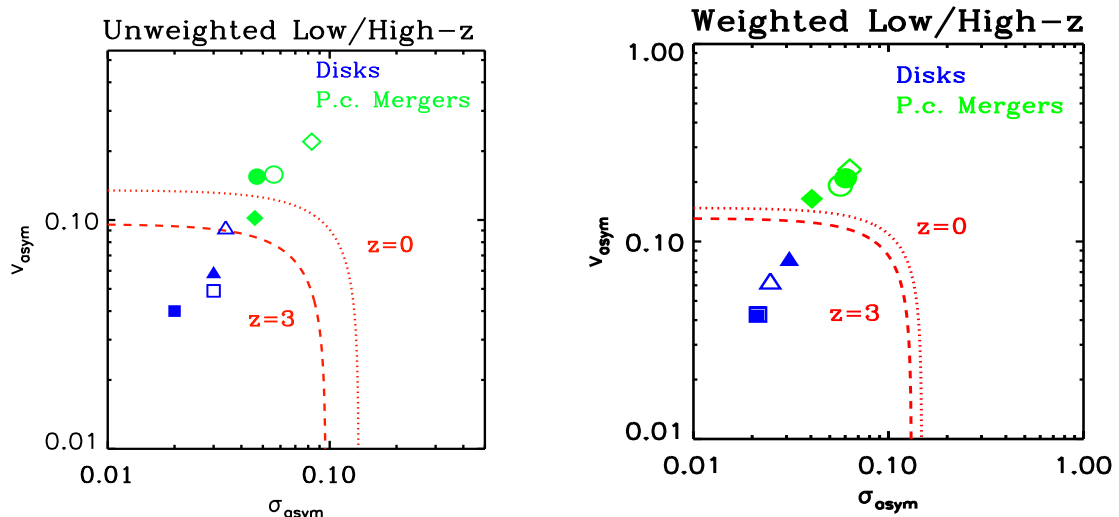 Unweighted Low/High-z
Disks
P.c. Mergers
0.10
0.01
v_asym
z=0
z=3
0.01
0.10
σ_asym
Weighted Low/High-z
1.00
Disks
P.c. Mergers
0.10
0.01
v_asym
z=0
z=3
0.01
0.10
1.00
σ_asym